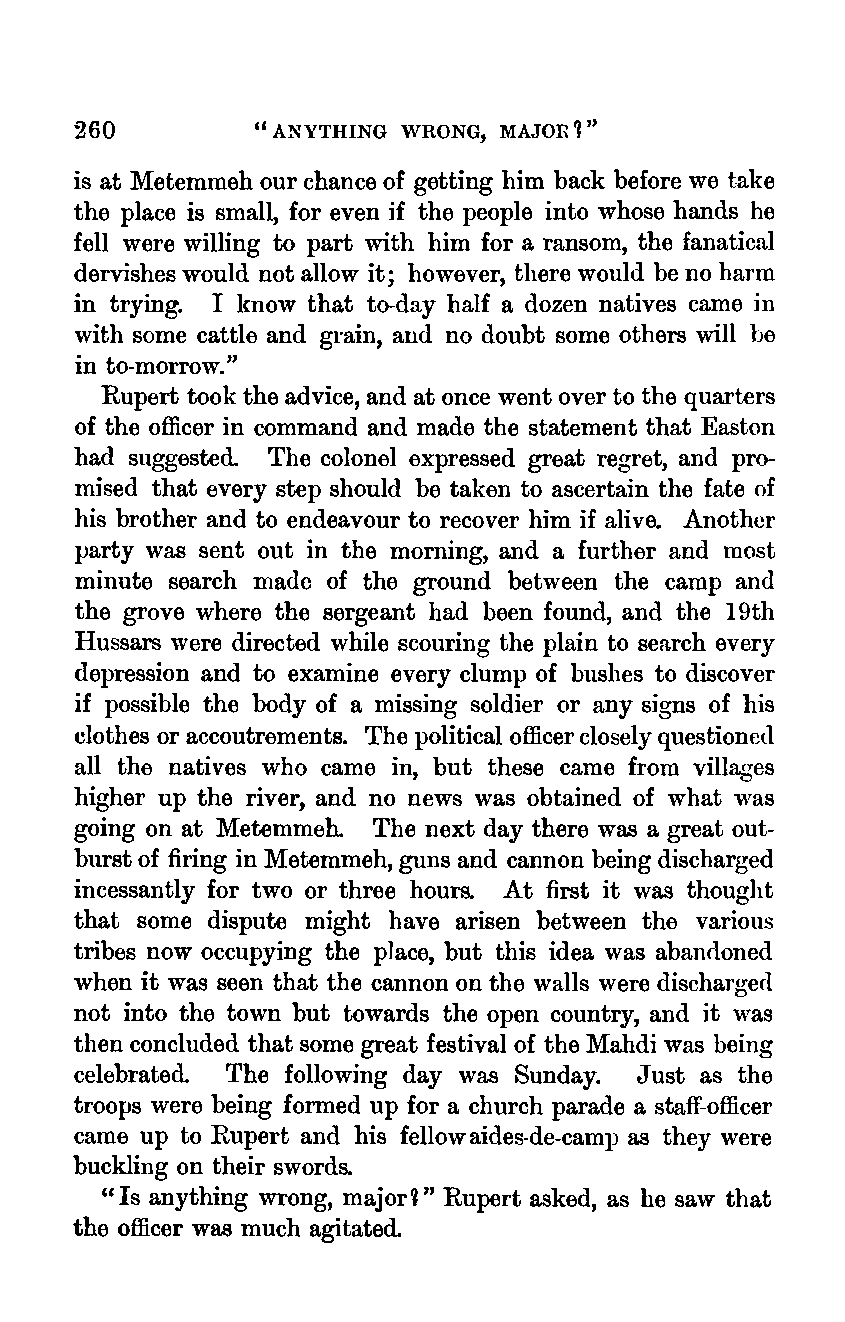 260 “ANYTHING WRONG, MAJOR?”
is at Metemmeh our chance of getting him back before we take
the place is small, for even if the people into whose hands he
fell were willing to part with him for a ransom, the fanatical
dervishes would not allow it; however, there would be no harm
in trying. I know that to-day half a dozen natives came in
with some cattle and grain, and no doubt some others will be
in to-morrow.”
Rupert took the advice, and at once went over to the quarters
of the officer in command and made the statement that Easton
had suggested. The colonel expressed great regret, and pro-
mised that every step should be taken to ascertain the fate of
his brother and to endeavour to recover him if alive. Another
party was sent out in the morning, and a further and most
minute search made of the ground between the camp and
the grove where the sergeant had been found, and the 19th
Hussars were directed while scouring the plain to search every
depression and to examine every clump of bushes to discover
if possible the body of a missing soldier or any signs of his
clothes or accoutrements. The political officer closely questioned
all the natives who came in, but these came from villages
higher up the river, and no news was obtained of what was
going on at Metemmeh. The next day there was a great out-
burst of firing in Metemmeh, guns and cannon being discharged
incessantly for two or three hours. At first it was thought
that some dispute might have arisen between the various
tribes now occupying the place, but this idea was abandoned
when it was seen that the cannon on the walls were discharged
not into the town but towards the open country, and it was
then concluded that some great festival of the Mahdi was being
celebrated. The following day was Sunday. Just as the
troops were being formed up for a church parade a staff-officer
came up to Rupert and his fellow aides-de-camp as they were
buckling on their swords.
“Is anything wrong, major?” Rupert asked, as he saw that
the officer was much agitated.